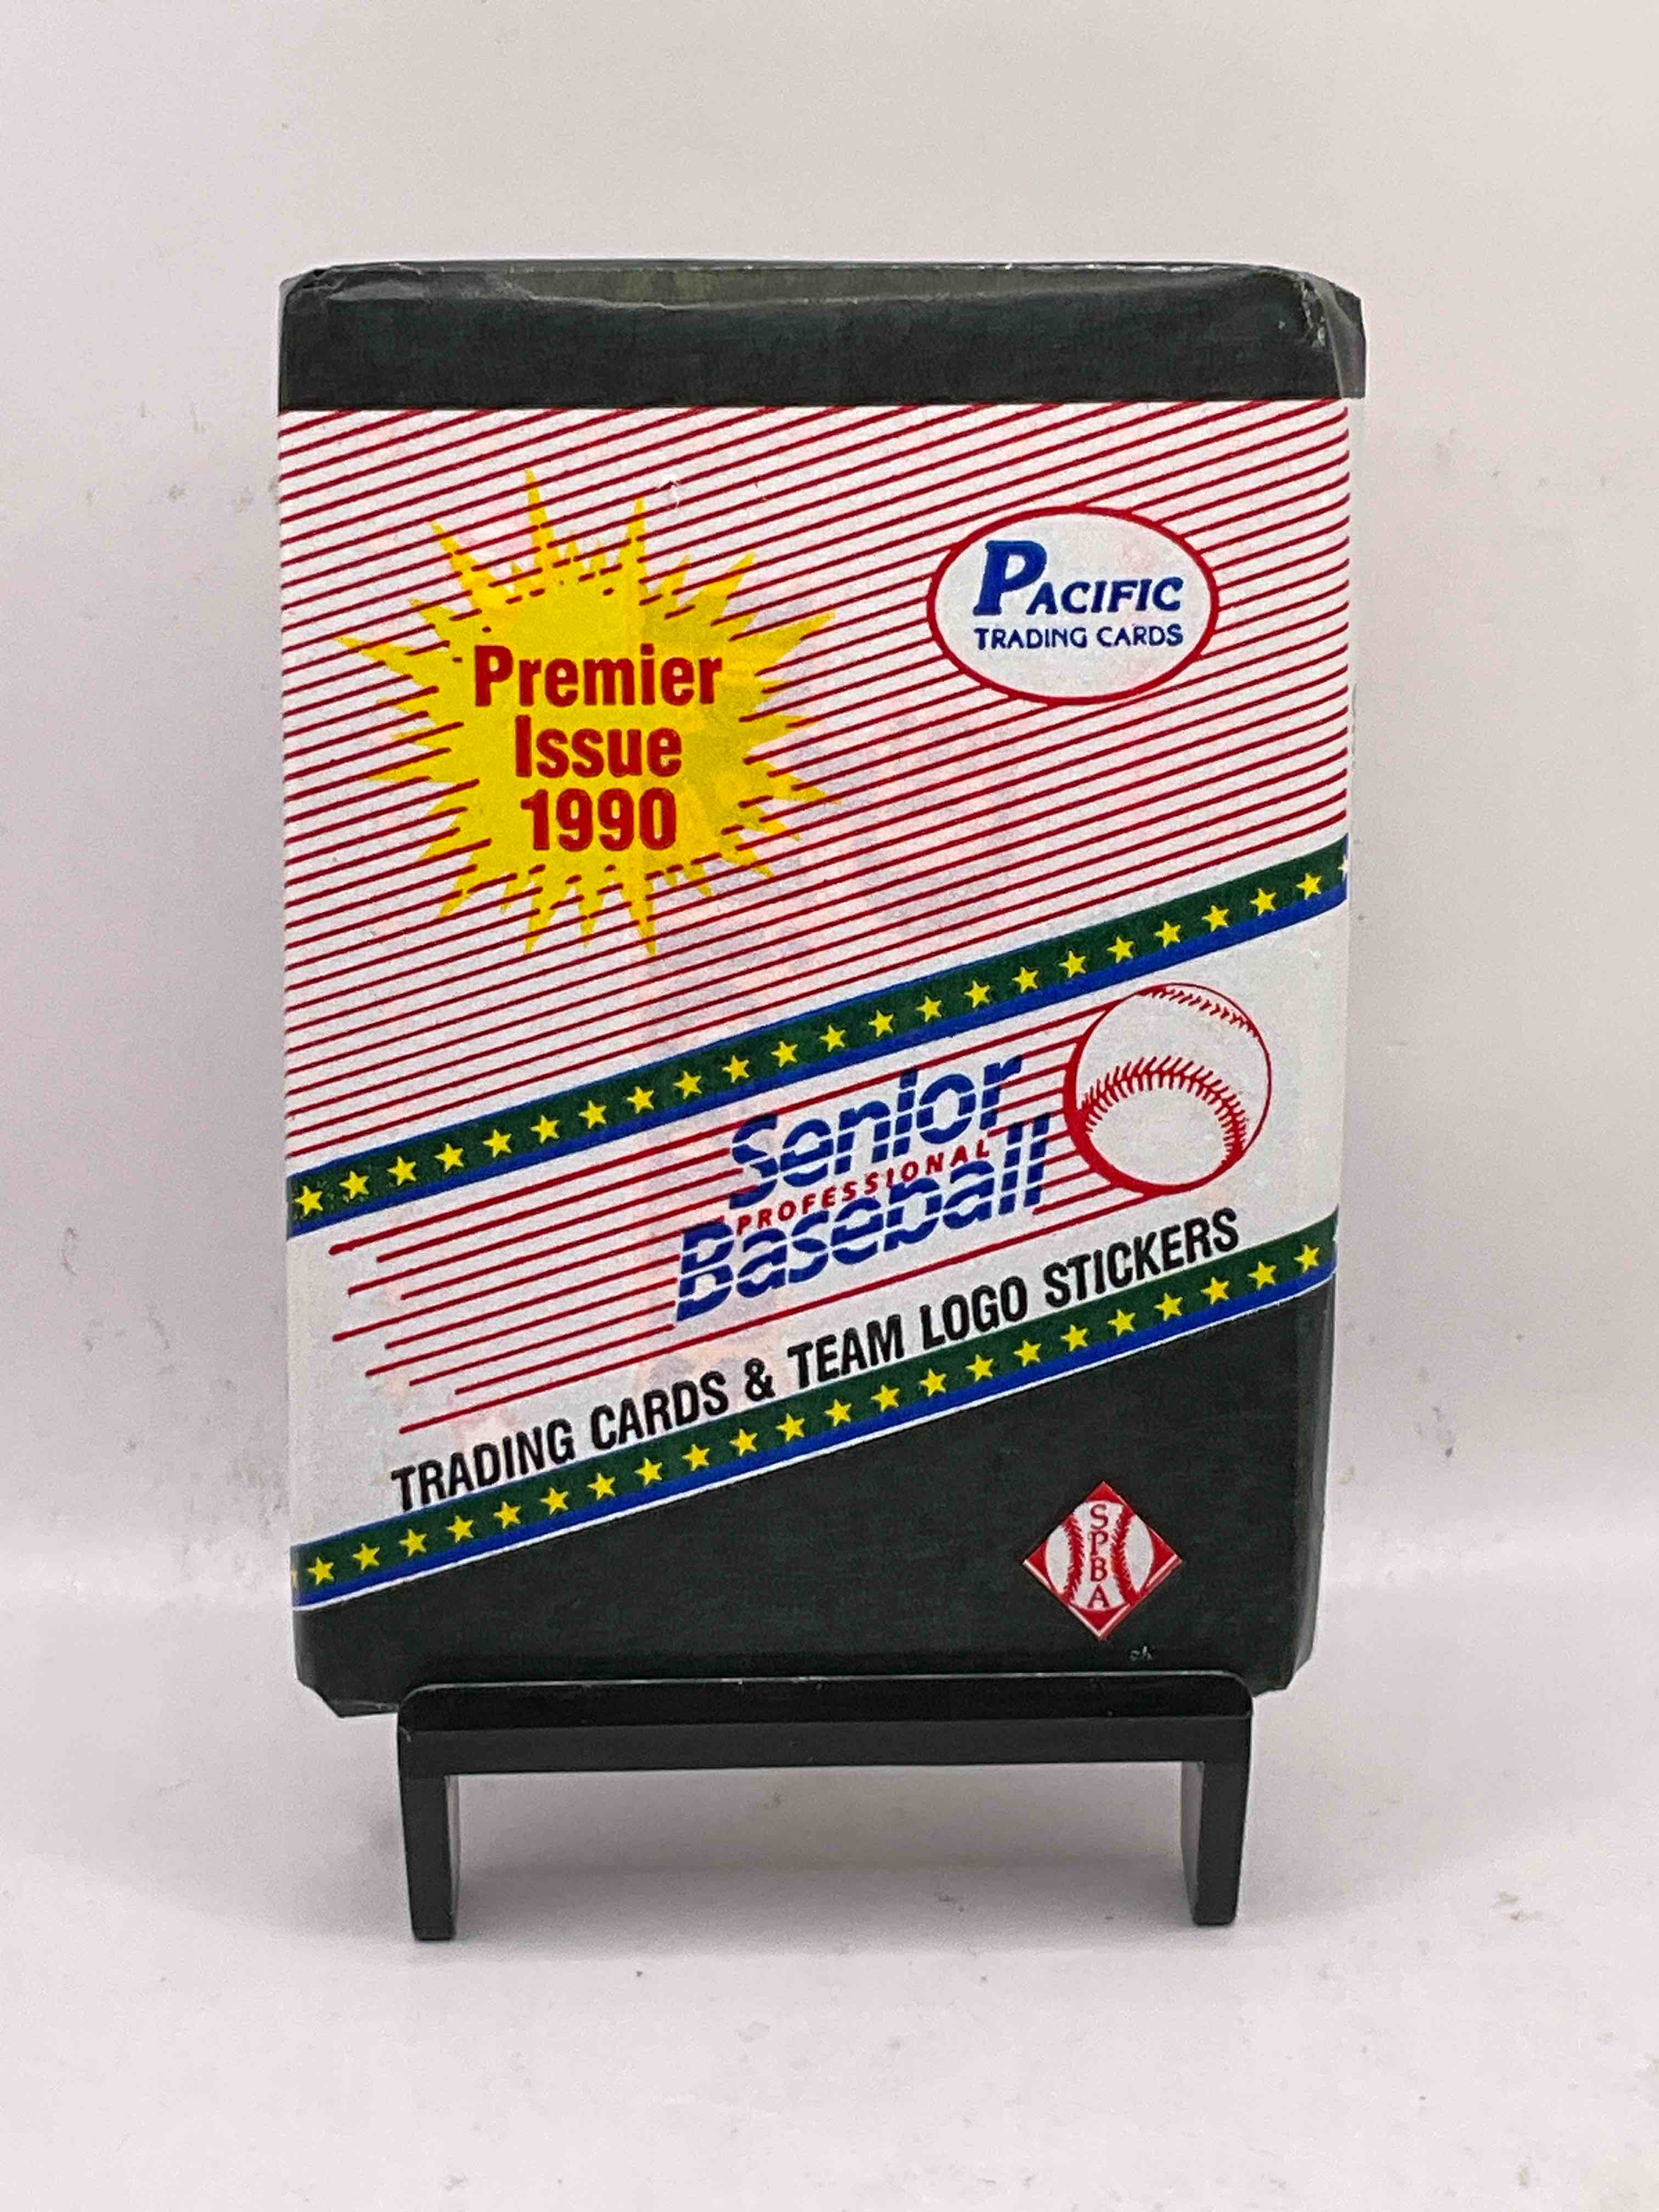 Premier
Issue
1990
PACIFIC
TRADING CARDS
Senior
PROFESSIONAL
Baseball
TRADING CARDS & TEAM LOGO STICKERS
SPBA